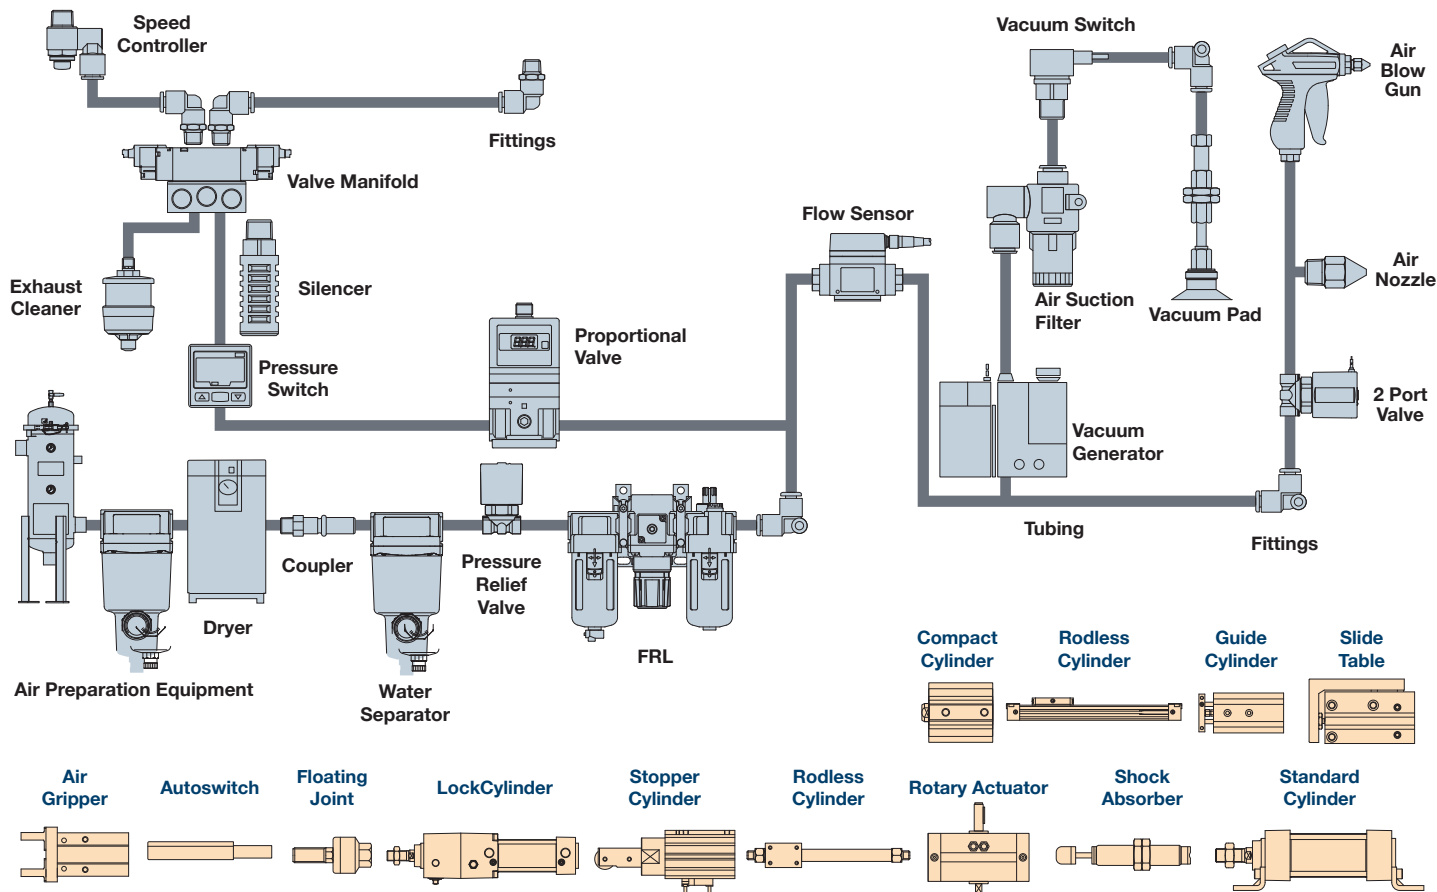 Speed
Controller
Vacuum Switch
Air
Blow
Gun
Fittings
Valve Manifold
Flow Sensor
Exhaust
Cleaner
Silencer
Air
Nozzle
Air Suction
Filter
Vacuum Pad
Proportional
Valve
Pressure
Switch
2 Port
Valve
Vacuum
Generator
Tubing
Fittings
Coupler
Pressure
Relief
Valve
Dryer
FRL
Air Preparation Equipment
Water
Separator
Compact
Cylinder
Rodless
Cylinder
Guide
Cylinder
Slide
Table
Air
Gripper
Autoswitch
Floating
Joint
LockCylinder
Stopper
Cylinder
Rodless
Cylinder
Rotary Actuator
Shock
Absorber
Standard
Cylinder